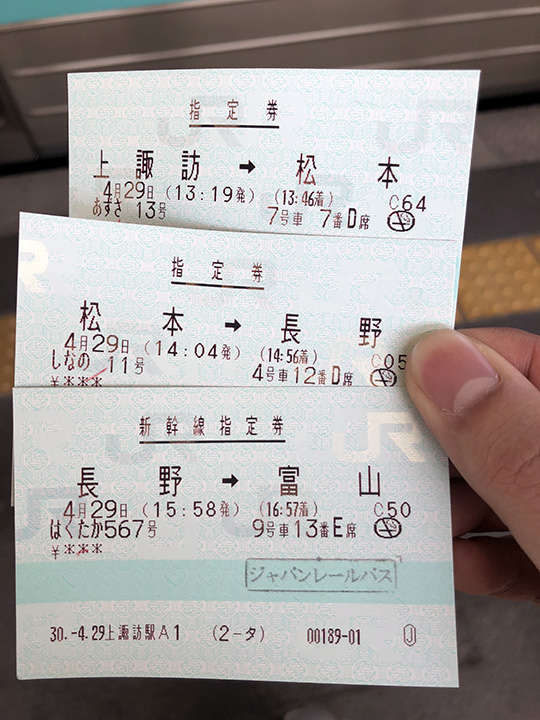 指定券
上諏訪 → 松本
4月29日 (13:19発) (13:46着) C64
あずさ 13号 7号車 7番D席
指定券
松本 → 長野
4月29日 (14:04発) (14:56着) C05
しなの 11号 4号車 12番D席
¥****
新幹線指定券
長野 → 富山
4月29日 (15:58発) (16:57着) C50
はくたか567号 9号車 13番E席
¥***
ジャパンレールパス
30.-4.29上諏訪駅A1 (2-タ) 00189-01 Ⓙ